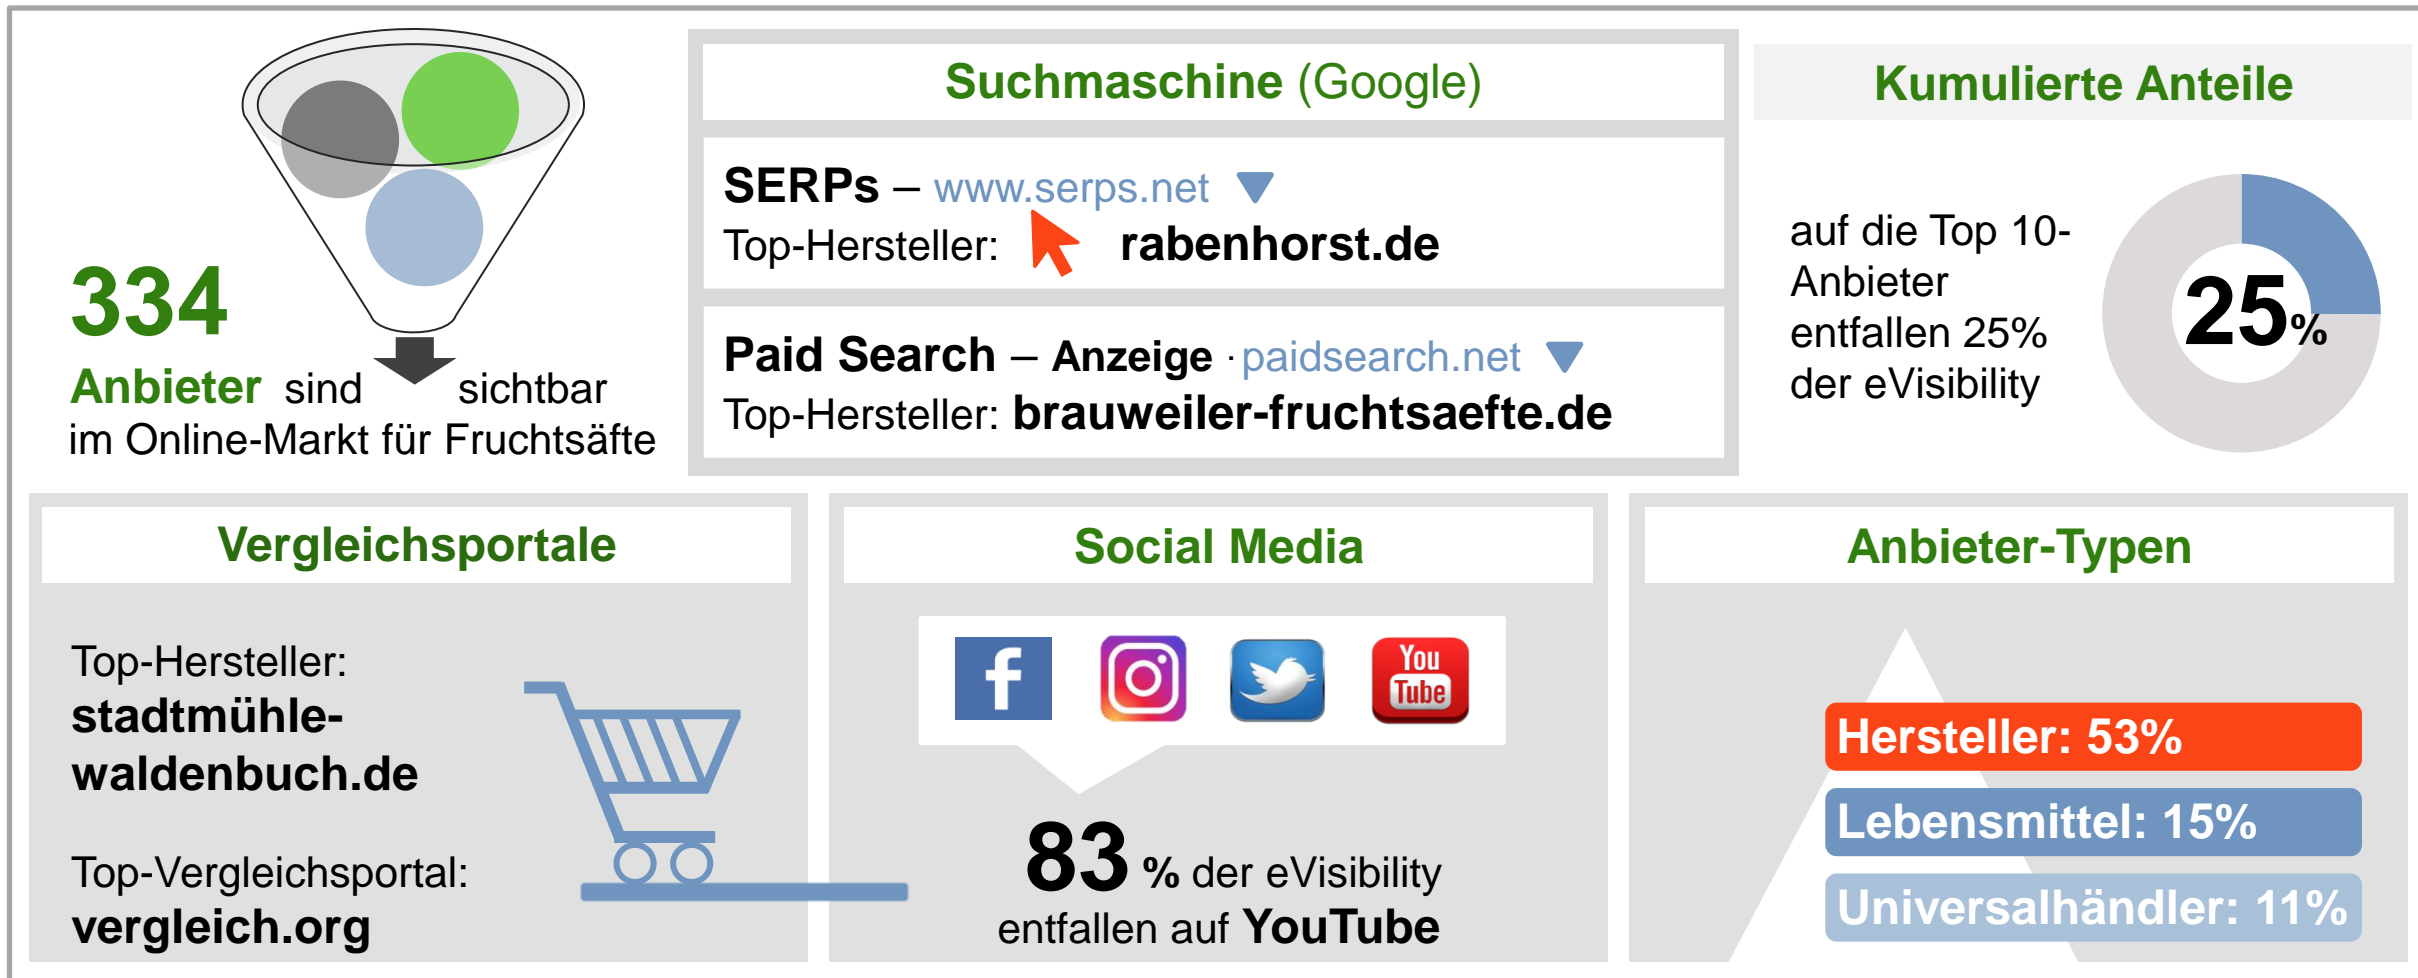 334
Anbieter sind sichtbar
im Online-Markt für Fruchtsäfte
Suchmaschine (Google)
SERPs – www.serps.net
Top-Hersteller: rabenhorst.de
Paid Search – Anzeige · paidsearch.net
Top-Hersteller: brauweiler-fruchtsaefte.de
Kumulierte Anteile
auf die Top 10-
Anbieter
entfallen 25%
der eVisibility
25%
Vergleichsportale
Top-Hersteller:
stadtmühle-
waldenbuch.de
Top-Vergleichsportal:
vergleich.org
Social Media
f
You
Tube
83 % der eVisibility
entfallen auf YouTube
Anbieter-Typen
Hersteller: 53%
Lebensmittel: 15%
Universalhändler: 11%